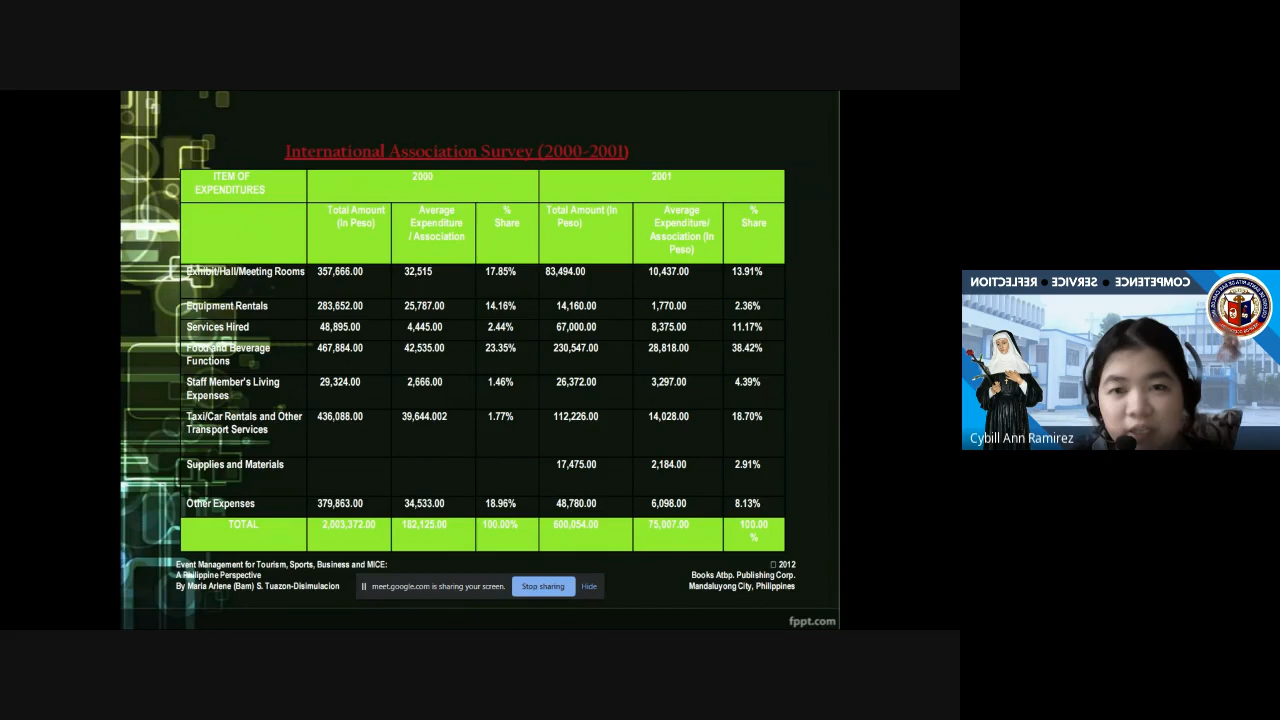 International Association Survey (2000-2001)
ITEM OF
EXPENDITURES
2000
2001
Total Amount
(In Peso)
Average
Expenditure
/ Association
%
Share
Total Amount (In
Peso)
Average
Expenditure/
Association (In
Peso)
%
Share
Exhibit/Hall/Meeting Rooms 357,666.00 32,515 17.85% 83,494.00 10,437.00 13.91%
Equipment Rentals 283,652.00 25,787.00 14.16% 14,160.00 1,770.00 2.36%
Services Hired 48,895.00 4,445.00 2.44% 67,000.00 8,375.00 11.17%
Food and Beverage 467,884.00 42,535.00 23.35% 230,547.00 28,818.00 38.42%
Functions
Staff Member's Living 29,324.00 2,666.00 1.46% 26,372.00 3,297.00 4.39%
Expenses
Taxi/Car Rentals and Other 436,088.00 39,644.002 1.77% 112,226.00 14,028.00 18.70%
Transport Services
Supplies and Materials 17,475.00 2,184.00 2.91%
Other Expenses 379,863.00 34,533.00 18.96% 48,780.00 6,098.00 8.13%
TOTAL 2,003,372.00 182,125.00 100.00% 600,054.00 75,007.00 100.00
%
Event Management for Tourism, Sports, Business and MICE:
A Philippine Perspective
By Maria Arlene (Bam) S. Tuazon-Disimulacion
2012
Books Atbp. Publishing Corp.
Mandaluyong City, Philippines
meet.google.com is sharing your screen. Stop sharing Hide
fppt.com
COMPETENCE • SERVICE • REFLECTION
Cybill Ann Ramirez